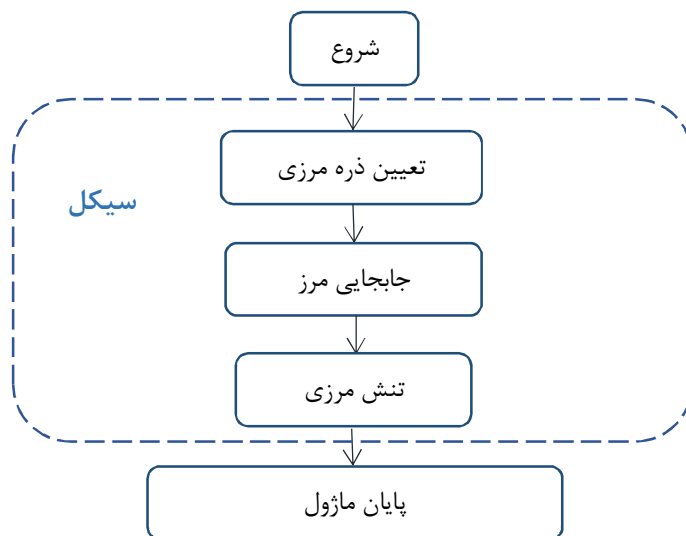 شروع
تعیین ذره مرزی
سیکل
جابجایی مرز
تنش مرزی
پایان ماژول